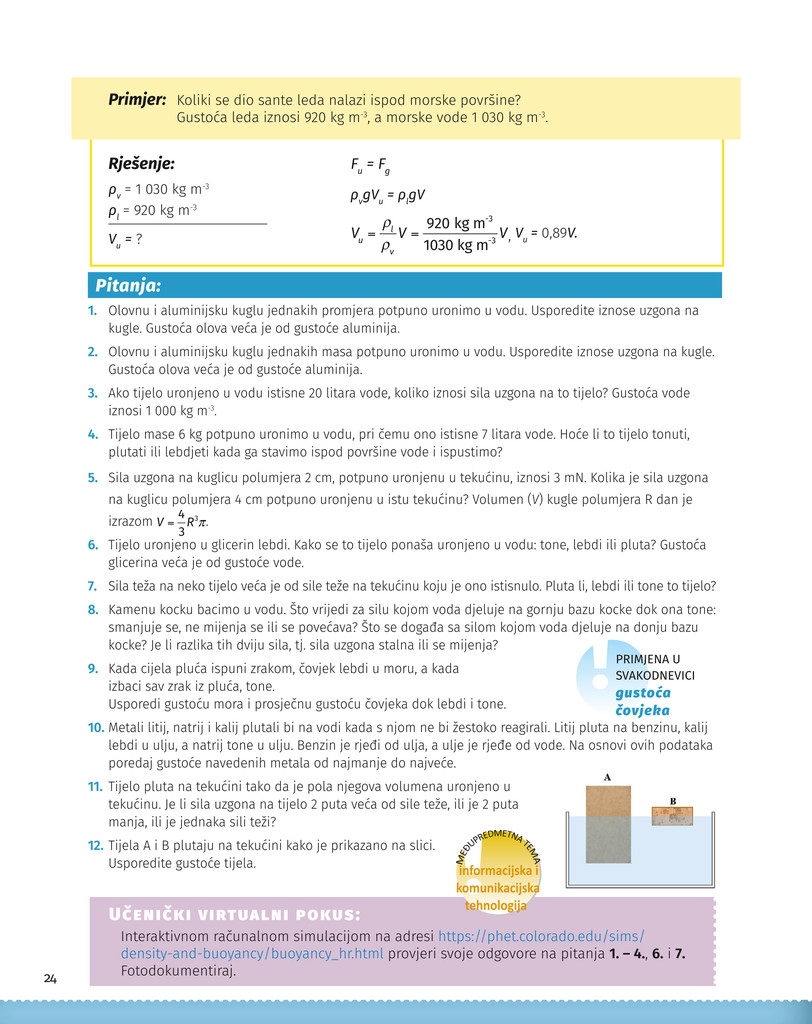 Primjer: Koliki se dio sante leda nalazi ispod morske površine?
Gustoća leda iznosi 920 kg m⁻³, a morske vode 1 030 kg m⁻³.
Rješenje:
ρᵥ = 1 030 kg m⁻³
ρₗ = 920 kg m⁻³
Vᵤ = ?
Fᵤ = F_g
ρᵥgVᵤ = ρₗgV
Vᵤ = ρₗ/ρᵥ V = 920 kg m⁻³/1030 kg m⁻³ V, Vᵤ = 0,89V.
Pitanja:
1. Olovnu i aluminijsku kuglu jednakih promjera potpuno uronimo u vodu. Usporedite iznose uzgona na
kugle. Gustoća olova veća je od gustoće aluminija.
2. Olovnu i aluminijsku kuglu jednakih masa potpuno uronimo u vodu. Usporedite iznose uzgona na kugle.
Gustoća olova veća je od gustoće aluminija.
3. Ako tijelo uronjeno u vodu istisne 20 litara vode, koliko iznosi sila uzgona na to tijelo? Gustoća vode
iznosi 1 000 kg m⁻³.
4. Tijelo mase 6 kg potpuno uronimo u vodu, pri čemu ono istisne 7 litara vode. Hoće li to tijelo tonuti,
plutati ili lebdjeti kada ga stavimo ispod površine vode i ispustimo?
5. Sila uzgona na kuglicu polumjera 2 cm, potpuno uronjenu u tekućinu, iznosi 3 mN. Kolika je sila uzgona
na kuglicu polumjera 4 cm potpuno uronjenu u istu tekućinu? Volumen (V) kugle polumjera R dan je
izrazom V = 4/3 R³π.
6. Tijelo uronjeno u glicerin lebdi. Kako se to tijelo ponaša uronjeno u vodu: tone, lebdi ili pluta? Gustoća
glicerina veća je od gustoće vode.
7. Sila teža na neko tijelo veća je od sile teže na tekućinu koju je ono istisnulo. Pluta li, lebdi ili tone to tijelo?
8. Kamenu kocku bacimo u vodu. Što vrijedi za silu kojom voda djeluje na gornju bazu kocke dok ona tone:
smanjuje se, ne mijenja se ili se povećava? Što se događa sa silom kojom voda djeluje na donju bazu
kocke? Je li razlika tih dviju sila, tj. sila uzgona stalna ili se mijenja?
9. Kada cijela pluća ispuni zrakom, čovjek lebdi u moru, a kada
izbaci sav zrak iz pluća, tone.
Usporedi gustoću mora i prosječnu gustoću čovjeka dok lebdi i tone.
PRIMJENA U
SVAKODNEVICI
gustoća
čovjeka
10. Metali litij, natrij i kalij plutali bi na vodi kada s njom ne bi žestoko reagirali. Litij pluta na benzinu, kalij
lebdi u ulju, a natrij tone u ulju. Benzin je rjeđi od ulja, a ulje je rjeđe od vode. Na osnovi ovih podataka
poredaj gustoće navedenih metala od najmanje do najveće.
11. Tijelo pluta na tekućini tako da je pola njegova volumena uronjeno u
tekućinu. Je li sila uzgona na tijelo 2 puta veća od sile teže, ili je 2 puta
manja, ili je jednaka sili teži?
12. Tijela A i B plutaju na tekućini kako je prikazano na slici.
Usporedite gustoće tijela.
A
B
MEĐUPREDMETNA TEMA
informacijska i
komunikacijska
tehnologija
UČENIČKI VIRTUALNI POKUS:
Interaktivnom računalnom simulacijom na adresi https://phet.colorado.edu/sims/
density-and-buoyancy/buoyancy_hr.html provjeri svoje odgovore na pitanja 1. – 4., 6. i 7.
Fotodokumentiraj.
24